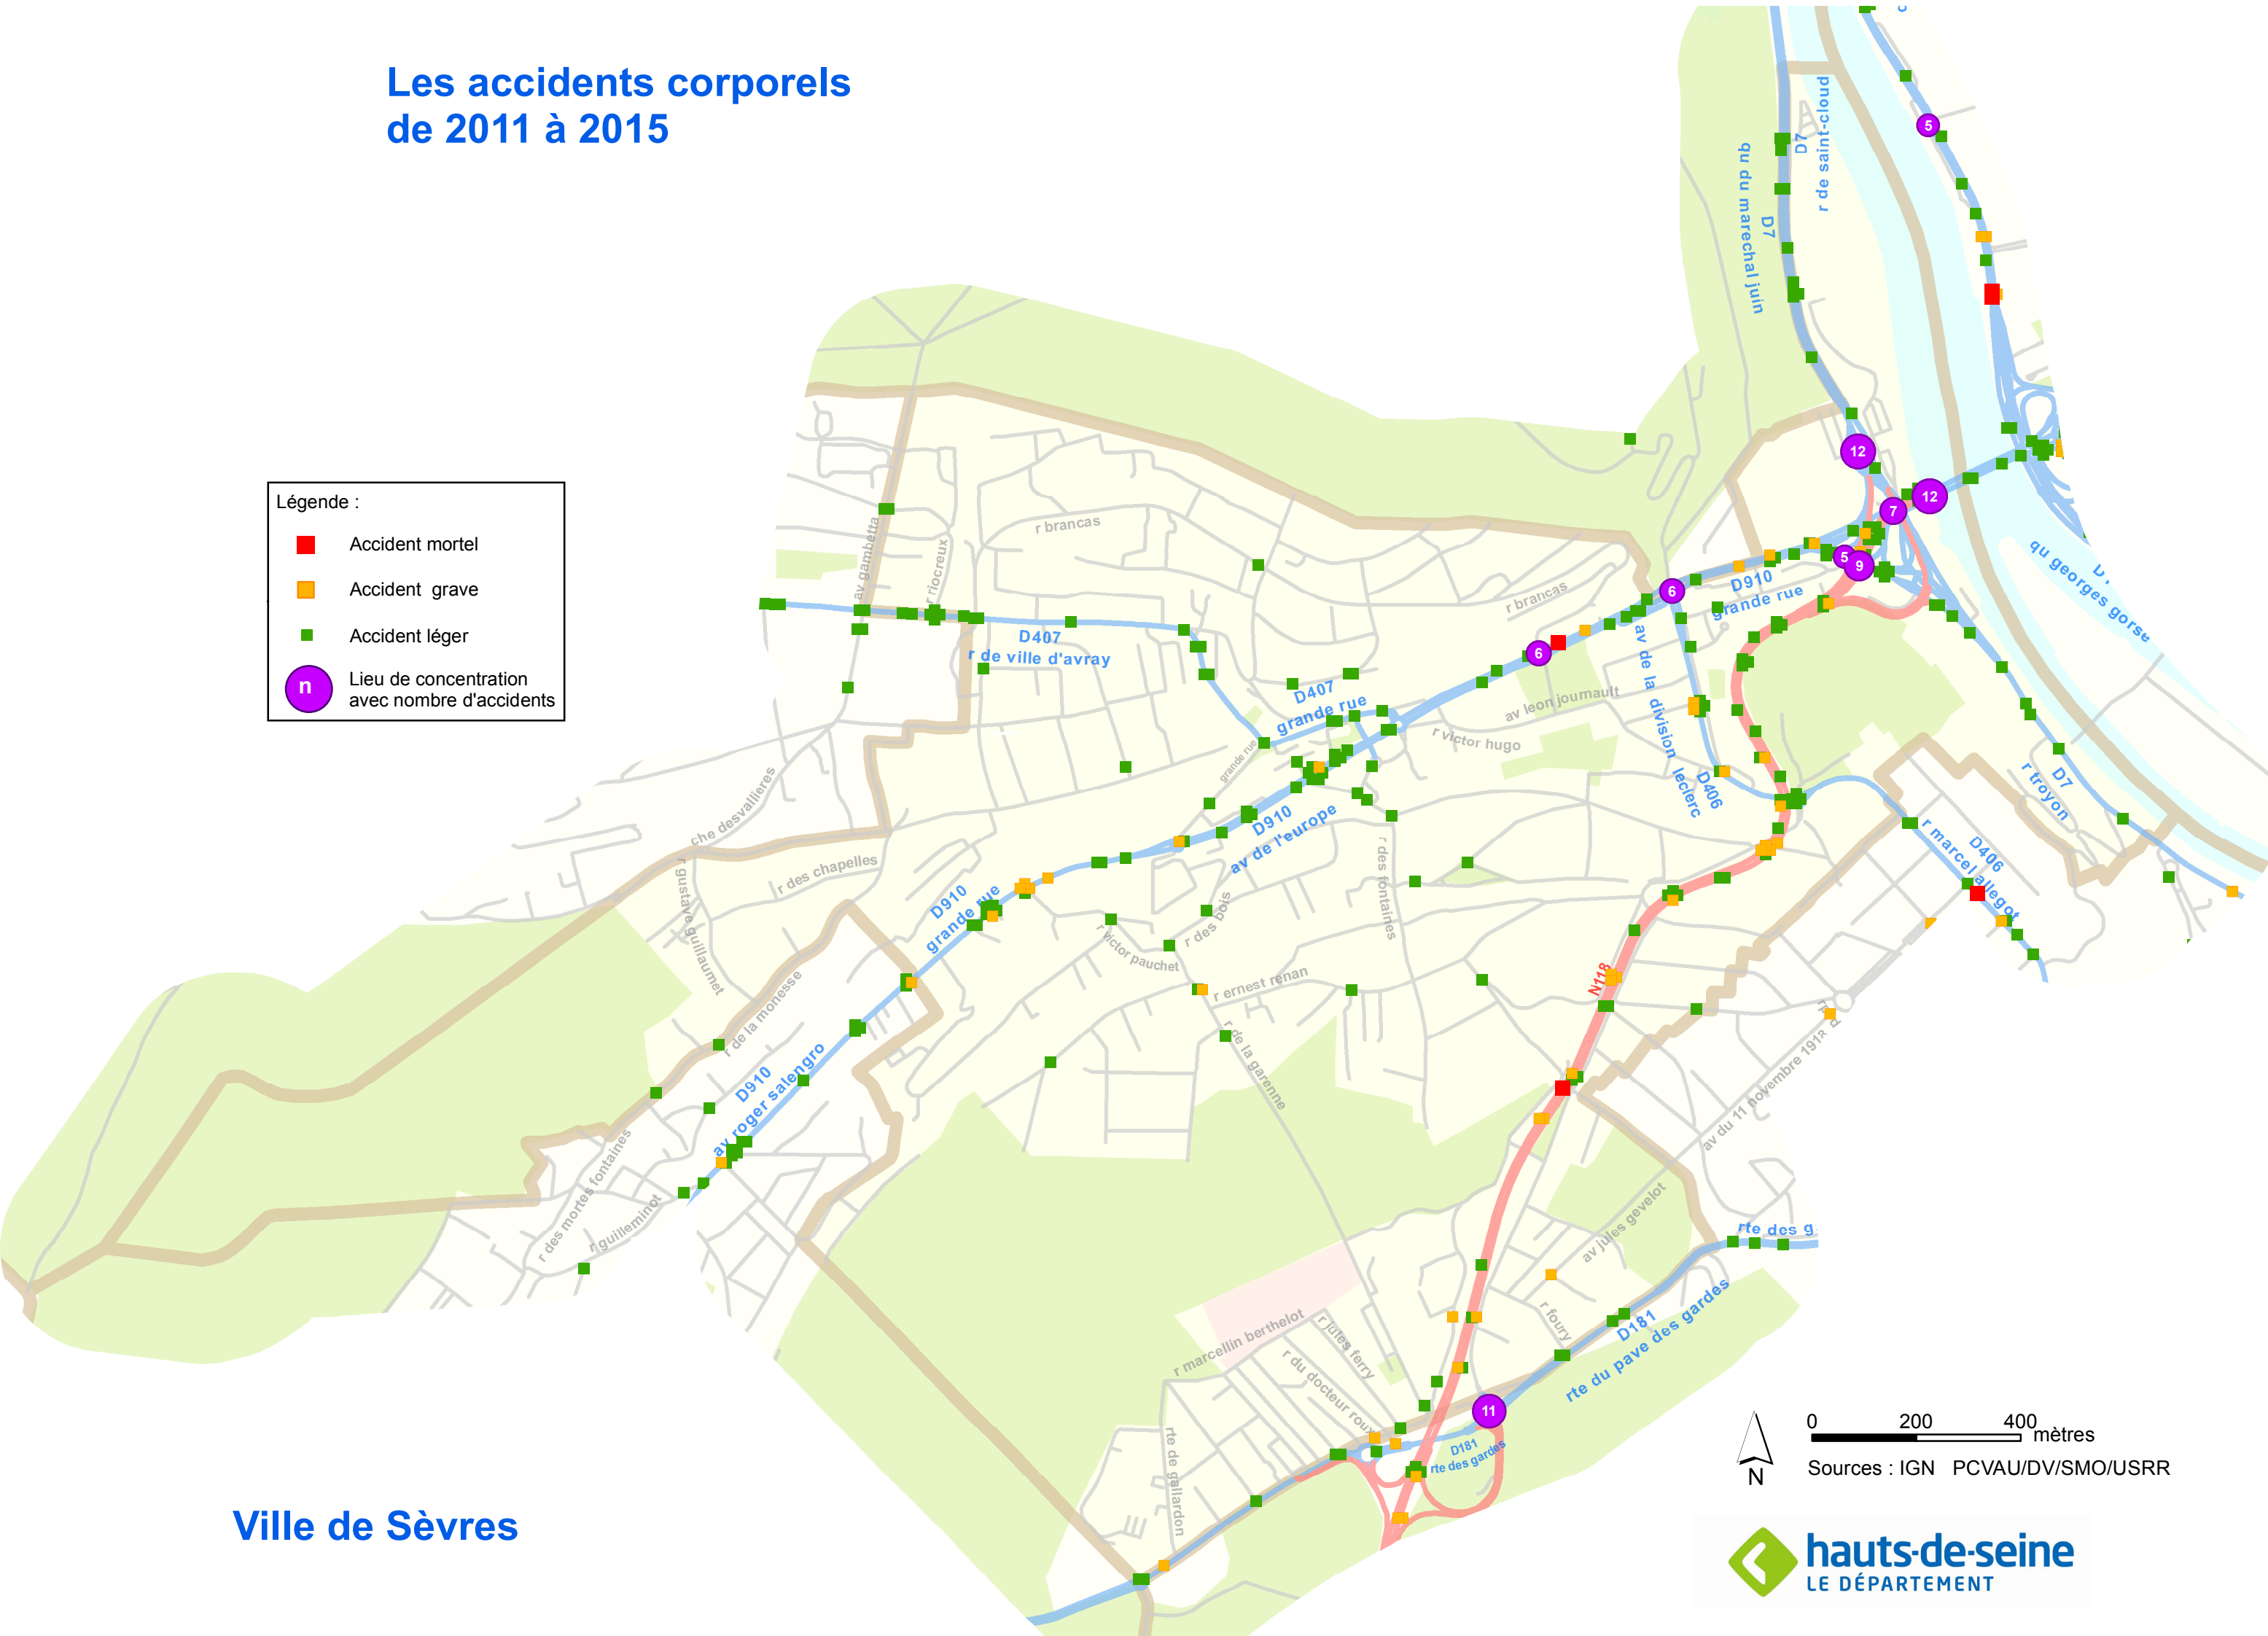 Les accidents corporels
de 2011 à 2015
Légende :
Accident mortel
Accident grave
Accident léger
n
Lieu de concentration
avec nombre d'accidents
D7
r de saint-cloud
qu du marechal juin
D7
5
12
12
7
5
9
6
6
11
qu georges gorse
r brancas
av gambetta
r riocreux
D407
r de ville d'avray
r brancas
D910
grande rue
av de la division leclerc
D407
grande rue
av leon journault
r victor hugo
grande rue
D406
D7
r troyon
D910
av de l'europe
D406
r marcel allegot
che desvallieres
r des chapelles
r gustave guillaumet
D910
grande rue
r des fontaines
r des bois
r victor pauchet
r ernest renan
N18
r de la monesse
r de la garenne
D910
av roger salengro
av du 11 novembre 191
r des mortes fontaines
r guilleminot
av jules gevelot
rte des g
D181
rte du pave des gardes
r foury
r marcellin berthelot
r jules ferry
r du docteur roux
D181
rte des gardes
rte de gallardon
0 200 400
mètres
N
Sources : IGN PCVAU/DV/SMO/USRR
Ville de Sèvres
hauts-de-seine
LE DÉPARTEMENT